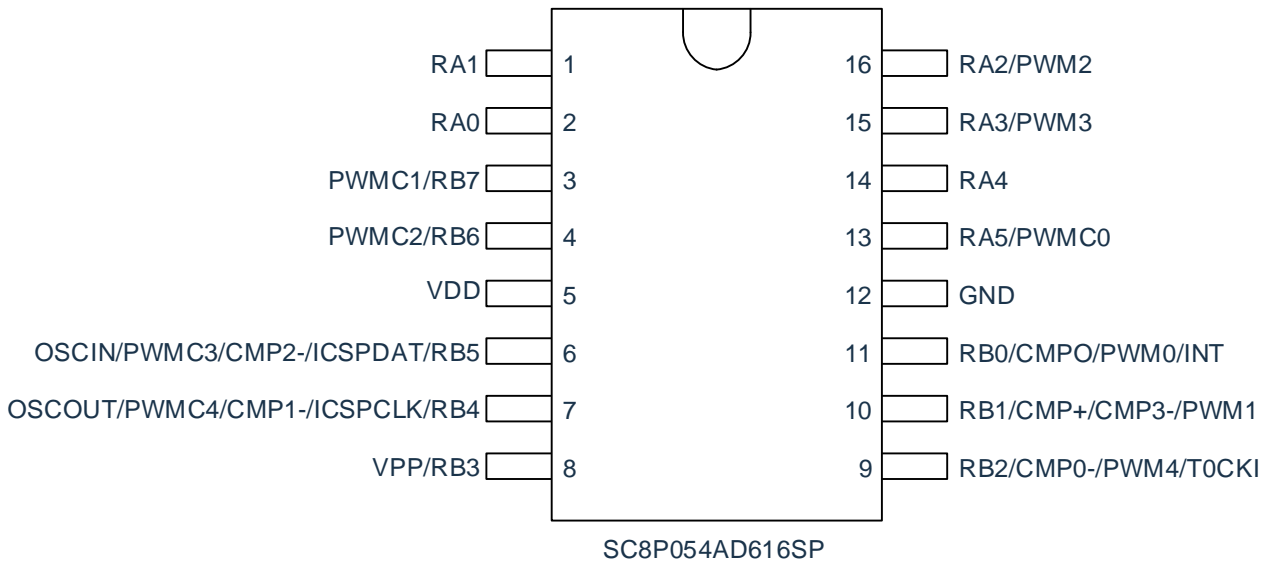 RA1 1 16 RA2/PWM2
RA0 2 15 RA3/PWM3
PWMC1/RB7 3 14 RA4
PWMC2/RB6 4 13 RA5/PWMC0
VDD 5 12 GND
OSCIN/PWMC3/CMP2-/ICSPDAT/RB5 6 11 RB0/CMPO/PWM0/INT
OSCOUT/PWMC4/CMP1-/ICSPCLK/RB4 7 10 RB1/CMP+/CMP3-/PWM1
VPP/RB3 8 9 RB2/CMP0-/PWM4/T0CKI
SC8P054AD616SP